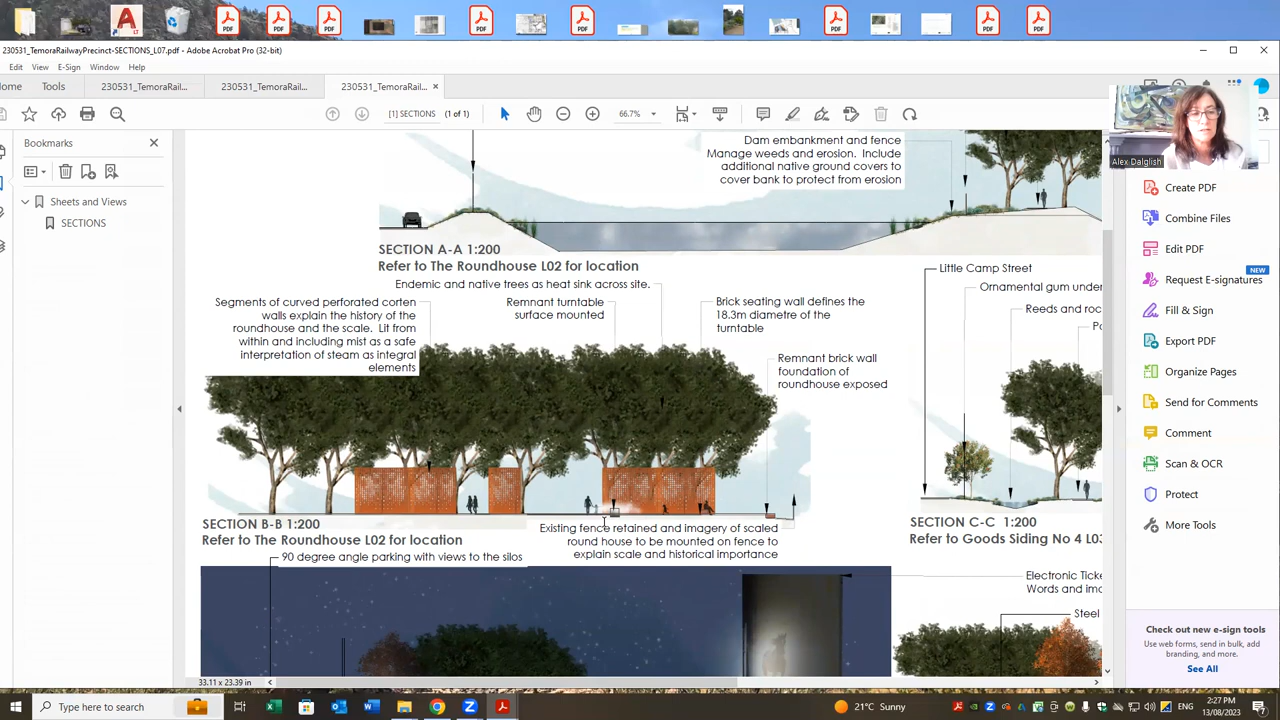 230531_TemoraRailwayPrecinct-SECTIONS_L07.pdf - Adobe Acrobat Pro (32-bit)
Edit View E-Sign Window Help
ome Tools 230531_TemoraRail... 230531_TemoraRail... 230531_TemoraRail... ×
[1] SECTIONS (1 of 1) 66.7%
Alex Dalglish
Bookmarks
Sheets and Views
SECTIONS
Dam embankment and fence
Manage weeds and erosion. Include
additional native ground covers to
cover bank to protect from erosion
SECTION A-A 1:200
Refer to The Roundhouse L02 for location
Endemic and native trees as heat sink across site.
Segments of curved perforated corten
walls explain the history of the
roundhouse and the scale. Lit from
within and including mist as a safe
interpretation of steam as integral
elements
Remnant turntable
surface mounted
Brick seating wall defines the
18.3m diametre of the
turntable
Remnant brick wall
foundation of
roundhouse exposed
Little Camp Street
Ornamental gum under
Reeds and roc
Pa
SECTION B-B 1:200
Refer to The Roundhouse L02 for location
Existing fence retained and imagery of scaled
round house to be mounted on fence to
explain scale and historical importance
SECTION C-C 1:200
Refer to Goods Siding No 4 L03
90 degree angle parking with views to the silos
Electronic Ticke
Words and ima
Steel
33.11 x 23.39 in
Create PDF
Combine Files
Edit PDF
Request E-signatures
NEW
Fill & Sign
Export PDF
Organize Pages
Send for Comments
Comment
Scan & OCR
Protect
More Tools
Check out new e-sign tools
Use web forms, send in bulk, add
branding, and more.
See All
Type here to search
21°C Sunny
ENG
2:27 PM
13/08/2023